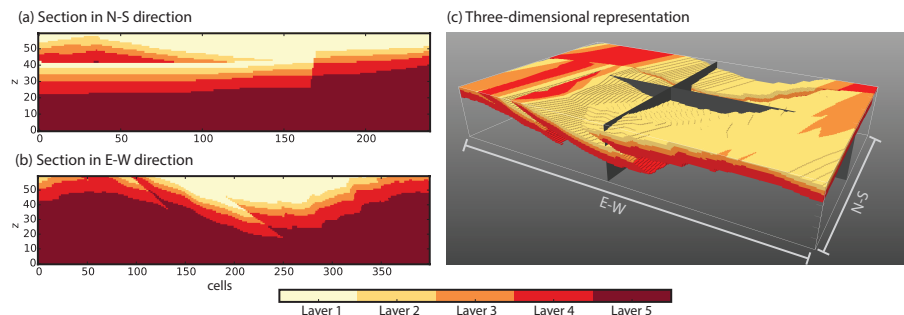 (a) Section in N-S direction
z
50
40
30
20
10
0
0 50 100 150 200
(b) Section in E-W direction
z
50
40
30
20
10
0
0 50 100 150 200 250 300 350
cells
(c) Three-dimensional representation
E-W
N-S
Layer 1 Layer 2 Layer 3 Layer 4 Layer 5